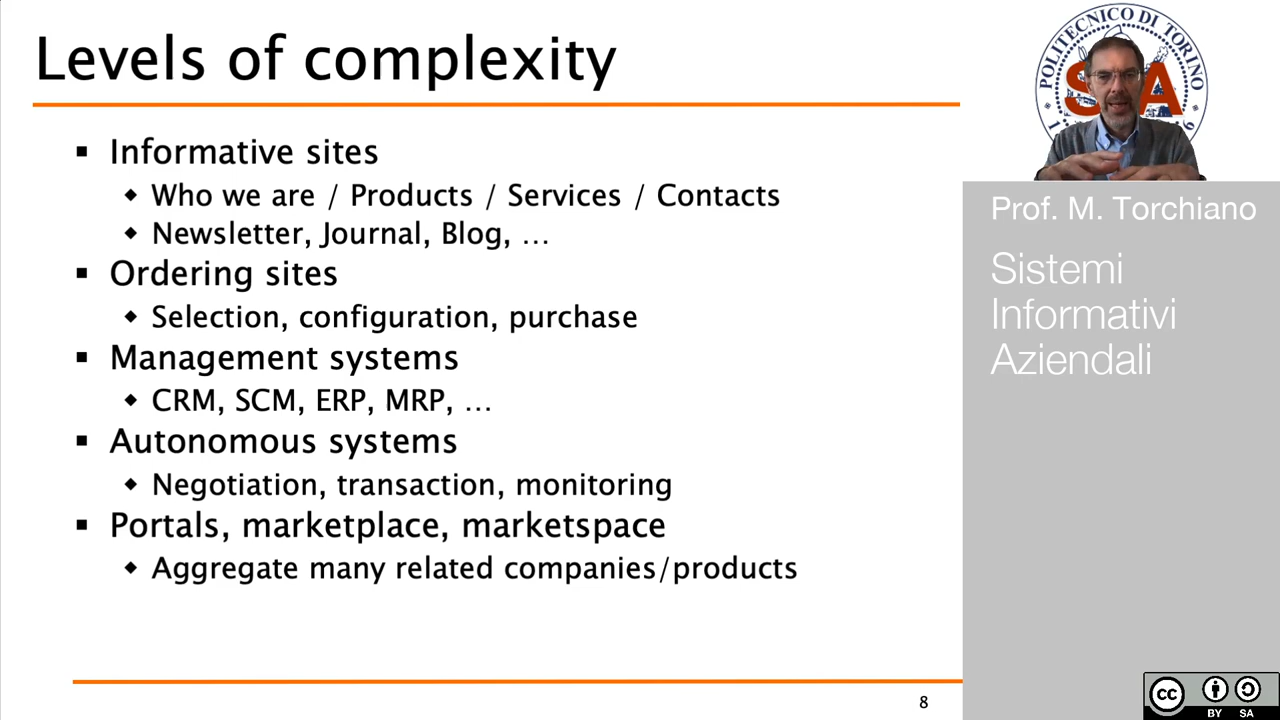 Levels of complexity
▪ Informative sites
◆ Who we are / Products / Services / Contacts
◆ Newsletter, Journal, Blog, …
▪ Ordering sites
◆ Selection, configuration, purchase
▪ Management systems
◆ CRM, SCM, ERP, MRP, …
▪ Autonomous systems
◆ Negotiation, transaction, monitoring
▪ Portals, marketplace, marketspace
◆ Aggregate many related companies/products
8
POLITECNICO DI TORINO
S A
Prof. M. Torchiano
Sistemi
Informativi
Aziendali
cc
BY SA